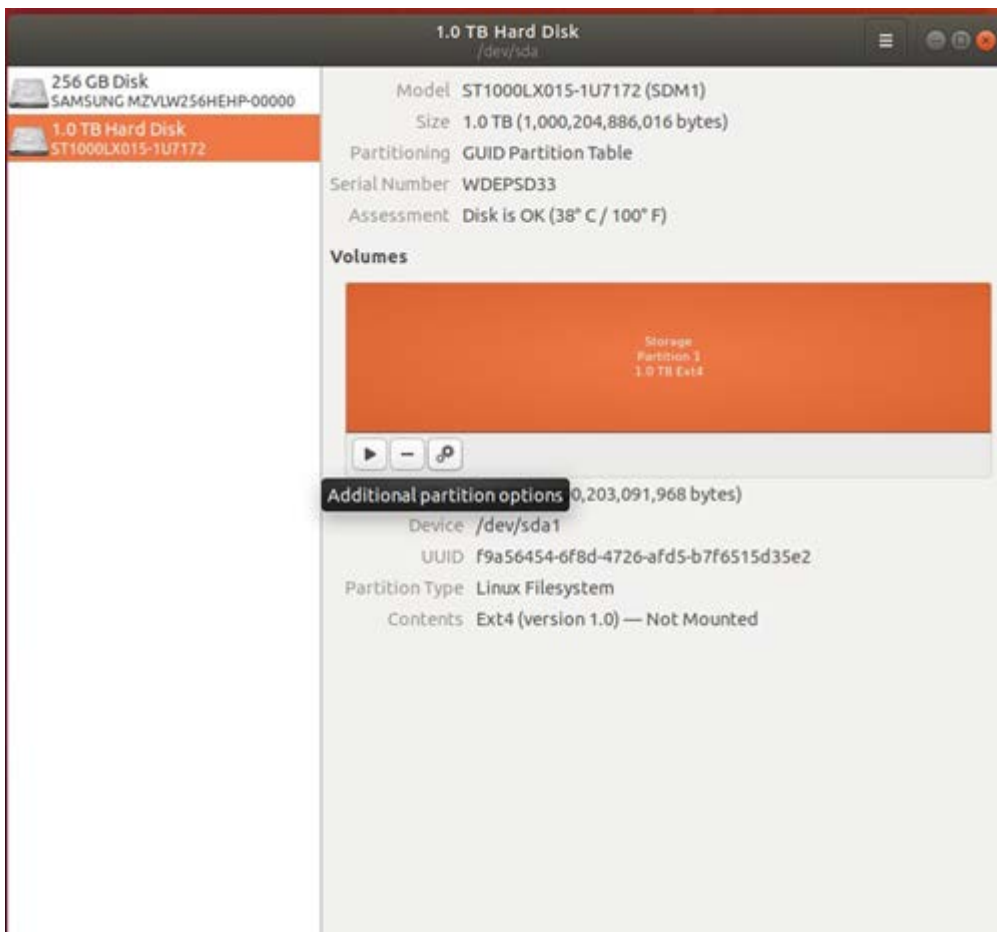 1.0 TB Hard Disk
/dev/sda
256 GB Disk
SAMSUNG MZVLW256HEHP-00000
1.0 TB Hard Disk
ST1000LX015-1U7172
Model ST1000LX015-1U7172 (SDM1)
Size 1.0 TB (1,000,204,886,016 bytes)
Partitioning GUID Partition Table
Serial Number WDEPSD33
Assessment Disk is OK (38° C / 100° F)
Volumes
Storage
Partition 1
1.0 TB Ext4
Additional partition options 0,203,091,968 bytes)
Device /dev/sda1
UUID f9a56454-6f8d-4726-afd5-b7f6515d35e2
Partition Type Linux Filesystem
Contents Ext4 (version 1.0) — Not Mounted